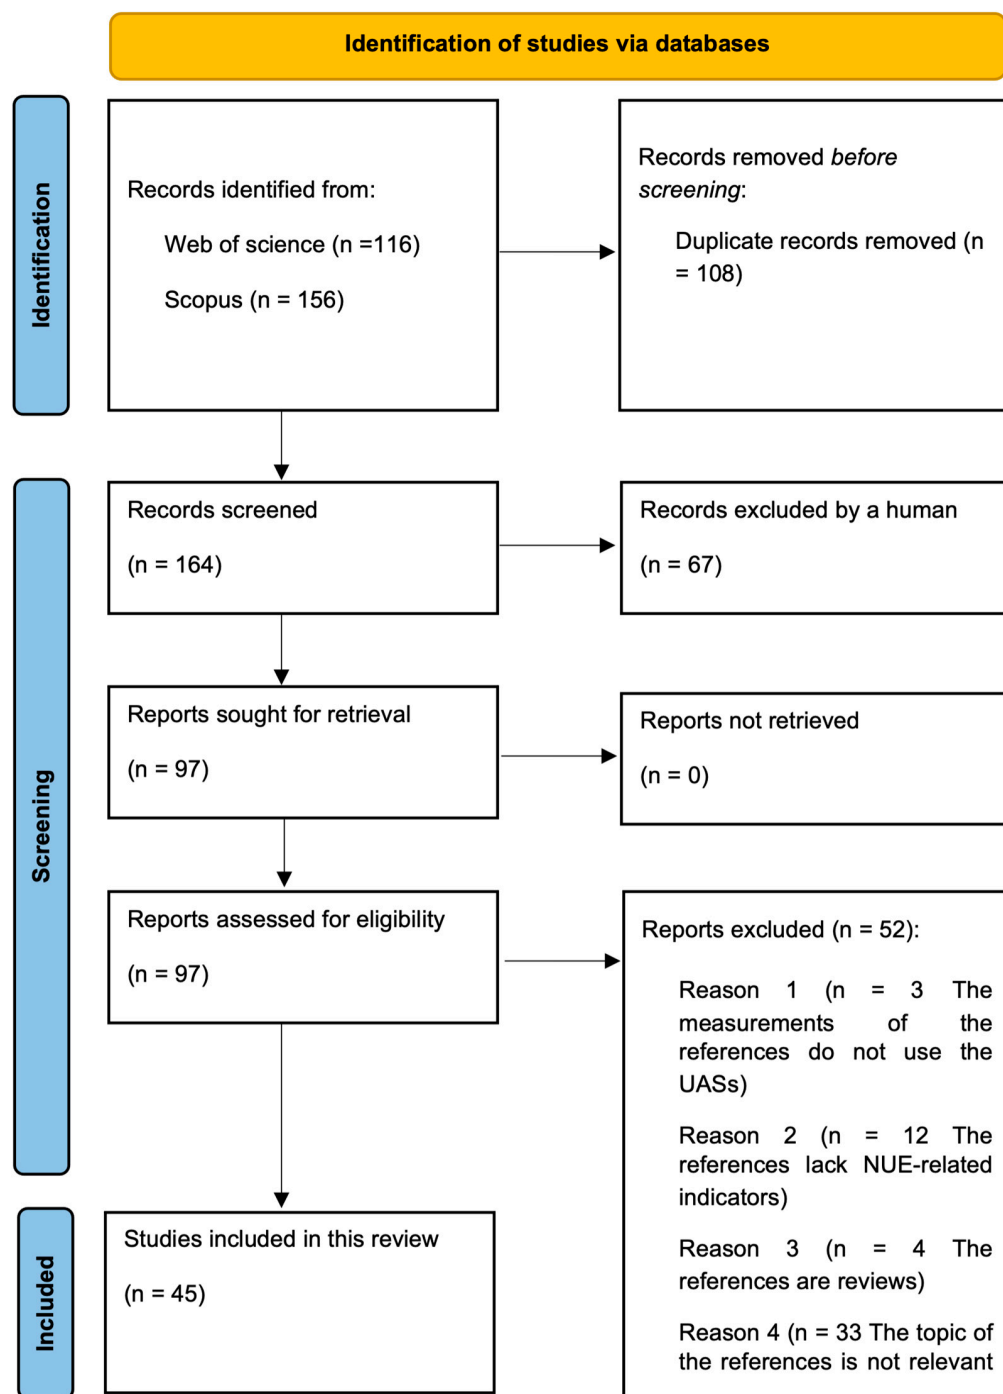 Identification of studies via databases
Identification
Records identified from:
Web of science (n =116)
Scopus (n = 156)
Records removed before
screening:
Duplicate records removed (n
= 108)
Screening
Records screened
(n = 164)
Records excluded by a human
(n = 67)
Reports sought for retrieval
(n = 97)
Reports not retrieved
(n = 0)
Reports assessed for eligibility
(n = 97)
Reports excluded (n = 52):
Reason 1 (n = 3 The
measurements of the
references do not use the
UASs)
Reason 2 (n = 12 The
references lack NUE-related
indicators)
Reason 3 (n = 4 The
references are reviews)
Reason 4 (n = 33 The topic of
the references is not relevant
Included
Studies included in this review
(n = 45)